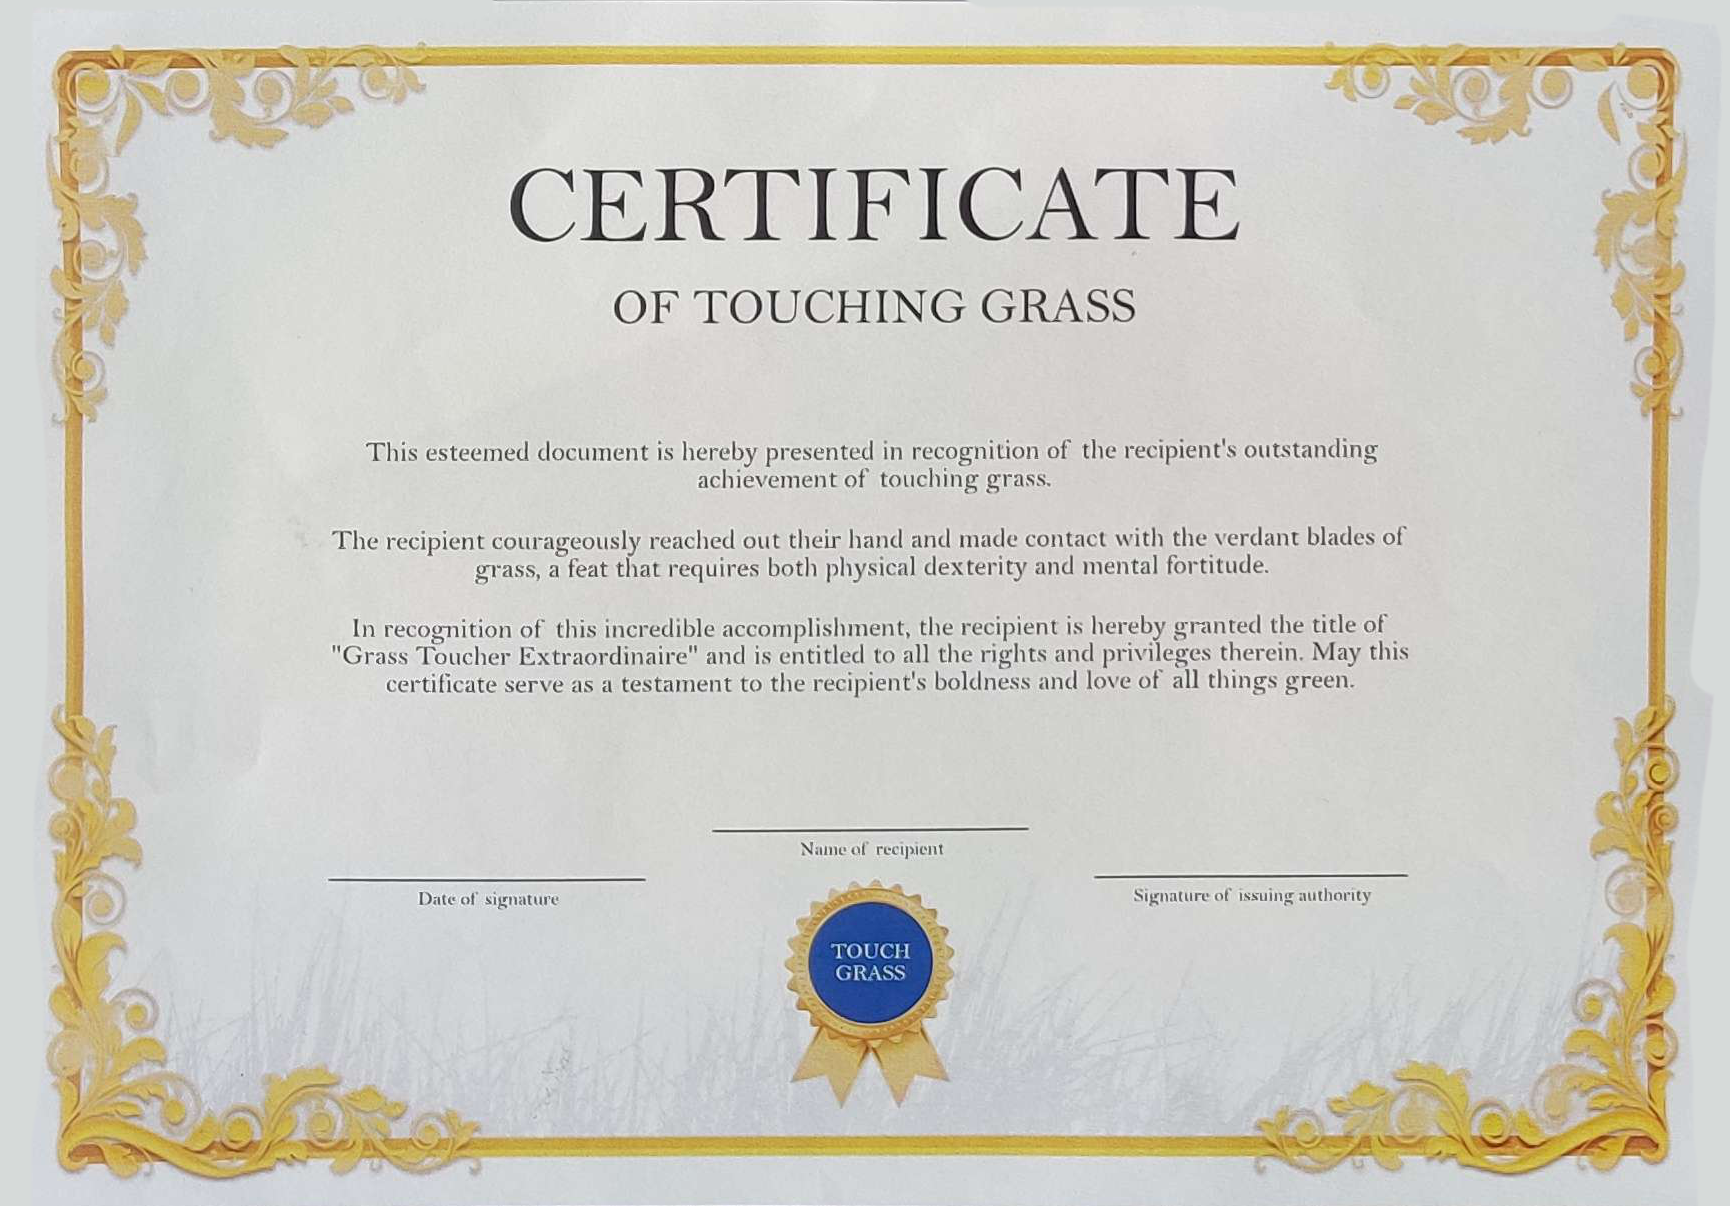 CERTIFICATE
OF TOUCHING GRASS
This esteemed document is hereby presented in recognition of the recipient's outstanding
achievement of touching grass.
The recipient courageously reached out their hand and made contact with the verdant blades of
grass, a feat that requires both physical dexterity and mental fortitude.
In recognition of this incredible accomplishment, the recipient is hereby granted the title of
"Grass Toucher Extraordinaire" and is entitled to all the rights and privileges therein. May this
certificate serve as a testament to the recipient's boldness and love of all things green.
Name of recipient
Date of signature
Signature of issuing authority
TOUCH
GRASS